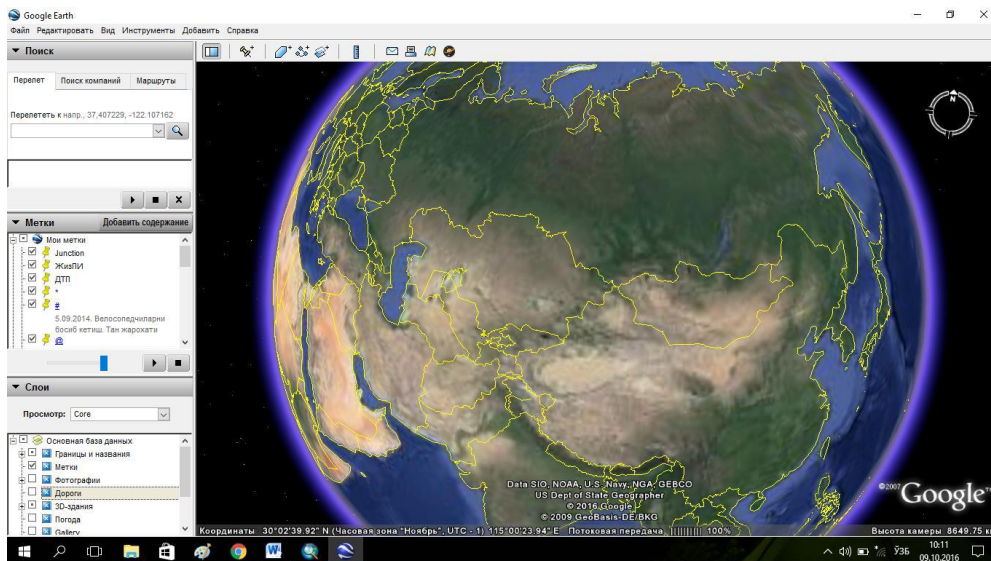 Google Earth
Файл Редактировать Вид Инструменты Добавить Справка
Поиск
Перелет Поиск компаний Маршруты
Перелететь к напр., 37,407229, -122.107162
Метки Добавить содержание
Мои метки
Junction
ЖизПИ
ДТП
*
#
5.09.2014. Велосопедчиларни
босиб кетиш. Тан жарохати
@
Слои
Просмотр: Core
Основная база данных
Границы и названия
Метки
Фотографии
Дороги
3D-здания
Погода
Gallery
N
Data SIO, NOAA, U.S. Navy, NGA, GEBCO
US Dept of State Geographer
© 2016 Google
© 2009 GeoBasis-DE/BKG
©2007 Google™
Координаты 30°02'39.92" N (Часовая зона "Ноябрь", UTC - 1) 115°00'23.94" E Потоковая передача ||||||||| 100% Высота камеры 8649.75 к
ЎЗБ 10:11
09.10.2016